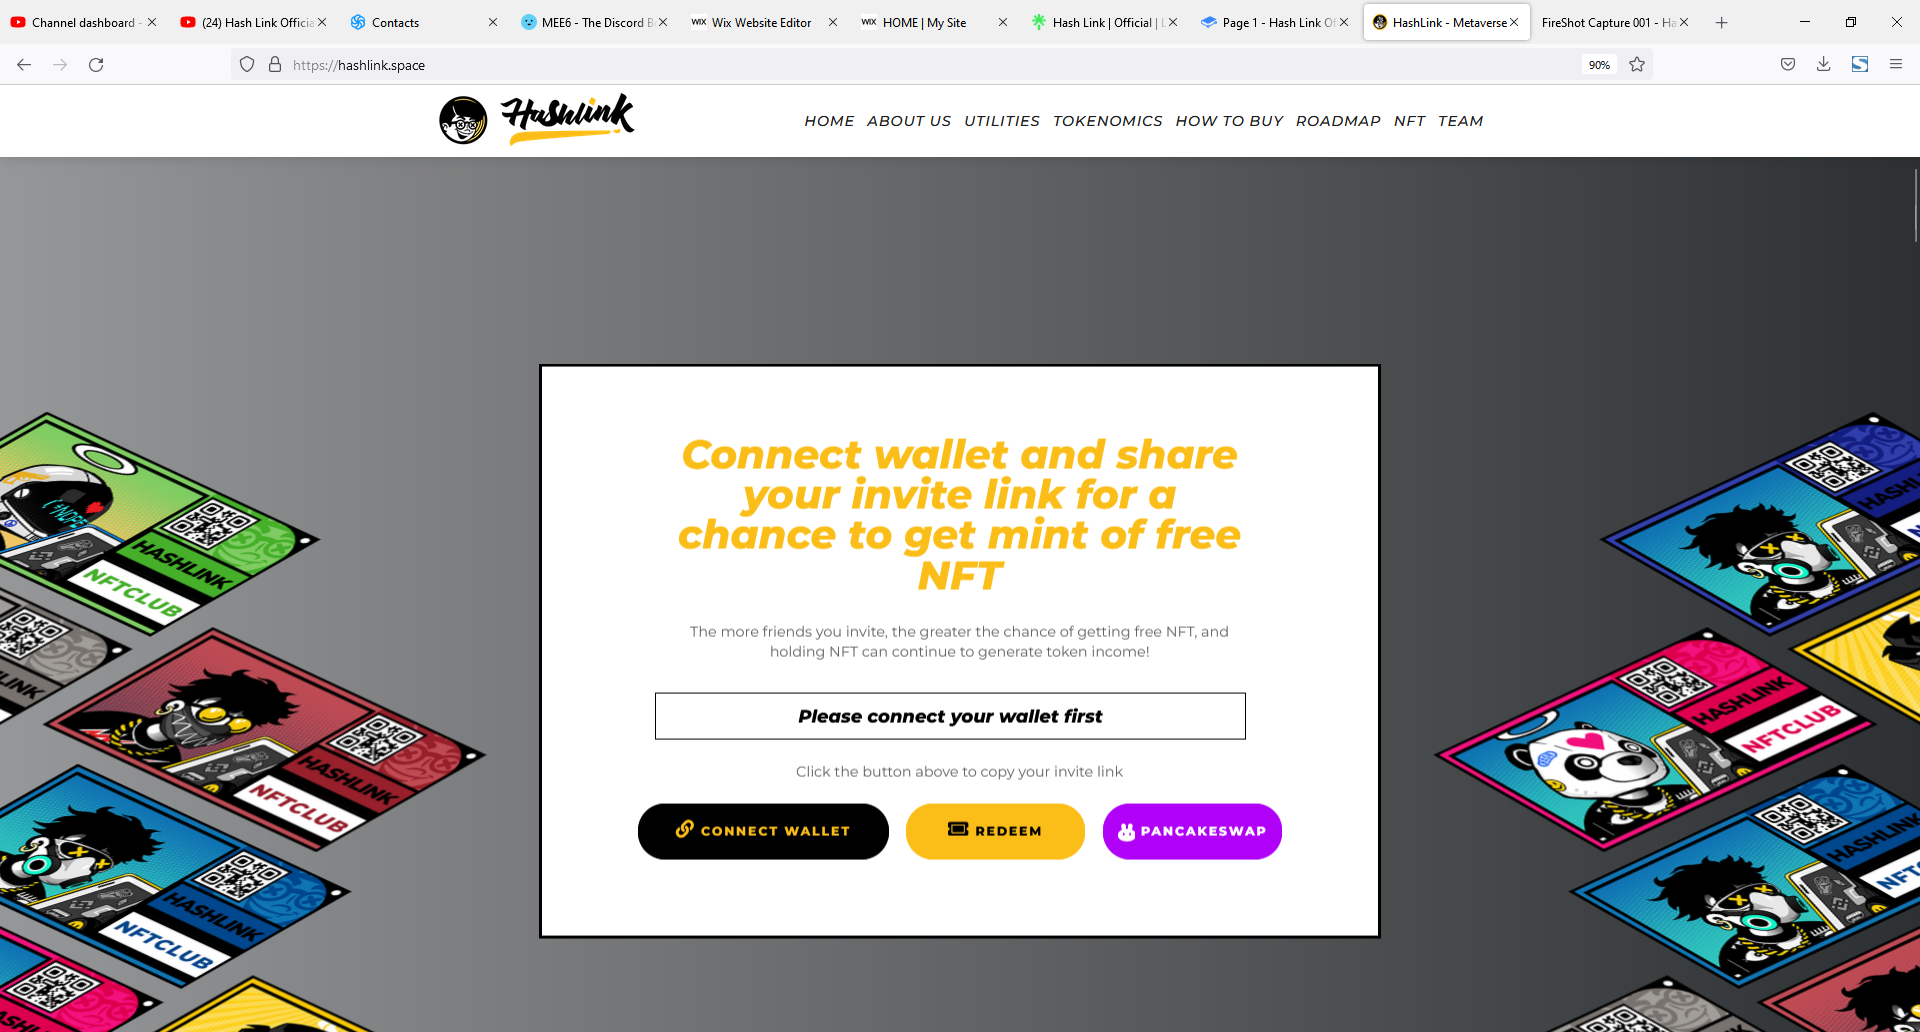 Channel dashboard -
(24) Hash Link Officia
Contacts
MEE6 - The Discord B
Wix Website Editor
HOME | My Site
Hash Link | Official | L
Page 1 - Hash Link Of
HashLink - Metaverse
FireShot Capture 001 - Ha
https://hashlink.space
90%
Hashlink
HOME ABOUT US UTILITIES TOKENOMICS HOW TO BUY ROADMAP NFT TEAM
Connect wallet and share
your invite link for a
chance to get mint of free
NFT
The more friends you invite, the greater the chance of getting free NFT, and
holding NFT can continue to generate token income!
Please connect your wallet first
Click the button above to copy your invite link
CONNECT WALLET
REDEEM
PANCAKESWAP
HASHLINK
NFTCLUB
HASHLINK
NFTCLUB
HASHLINK
NFTCLUB
HASHLINK
NFTCLUB